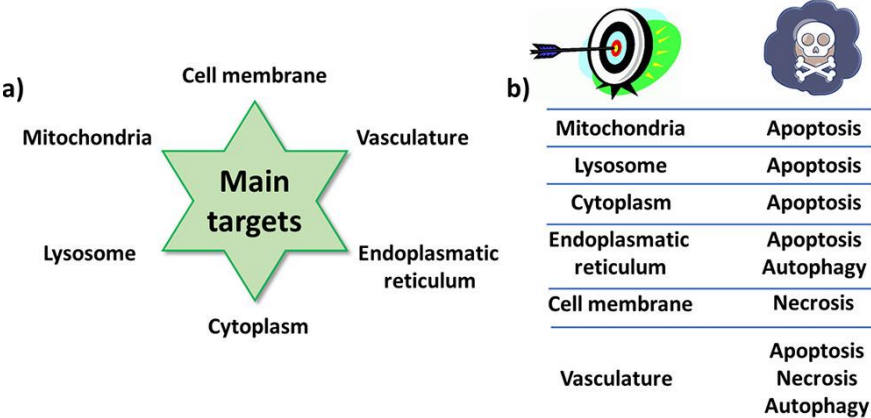 a)
Cell membrane
Mitochondria
Vasculature
Main
targets
Lysosome
Endoplasmatic
reticulum
Cytoplasm
b)
Mitochondria Apoptosis
Lysosome Apoptosis
Cytoplasm Apoptosis
Endoplasmatic Apoptosis
reticulum Autophagy
Cell membrane Necrosis
Apoptosis
Vasculature Necrosis
Autophagy